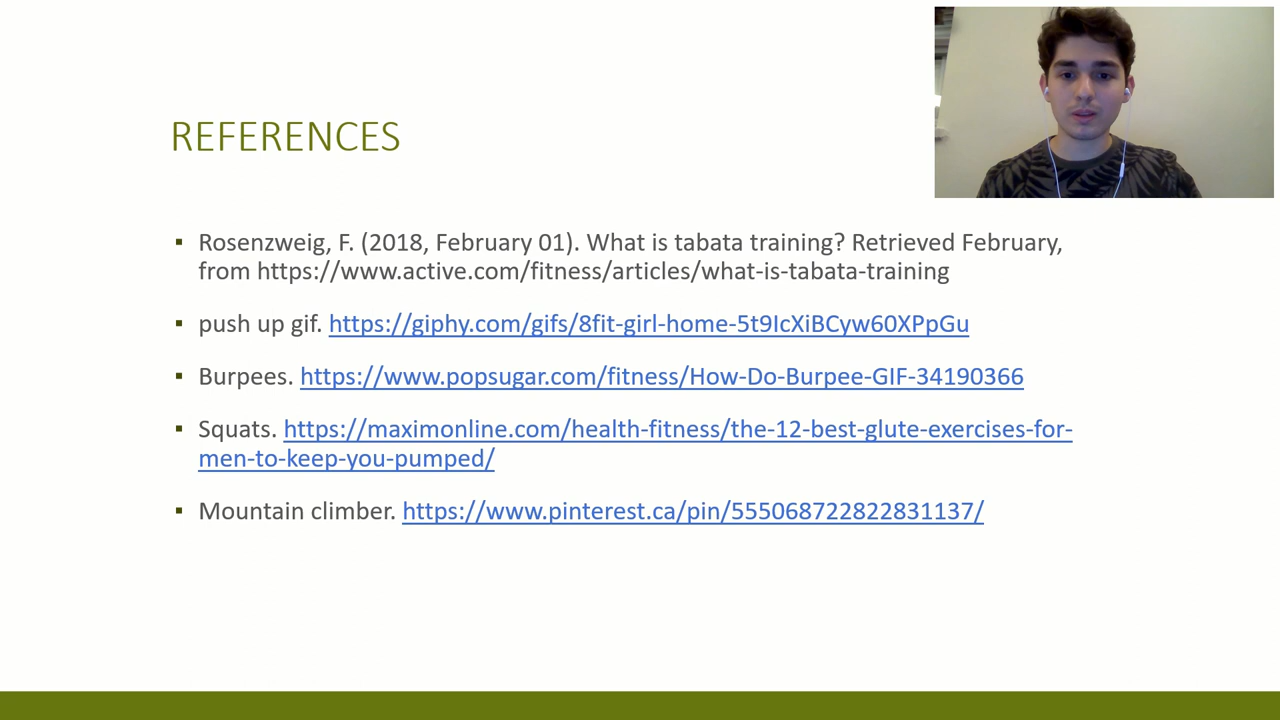 REFERENCES
▪ Rosenzweig, F. (2018, February 01). What is tabata training? Retrieved February,
from https://www.active.com/fitness/articles/what-is-tabata-training
▪ push up gif. https://giphy.com/gifs/8fit-girl-home-5t9IcXiBCyw60XPpGu
▪ Burpees. https://www.popsugar.com/fitness/How-Do-Burpee-GIF-34190366
▪ Squats. https://maximonline.com/health-fitness/the-12-best-glute-exercises-for-
men-to-keep-you-pumped/
▪ Mountain climber. https://www.pinterest.ca/pin/555068722822831137/